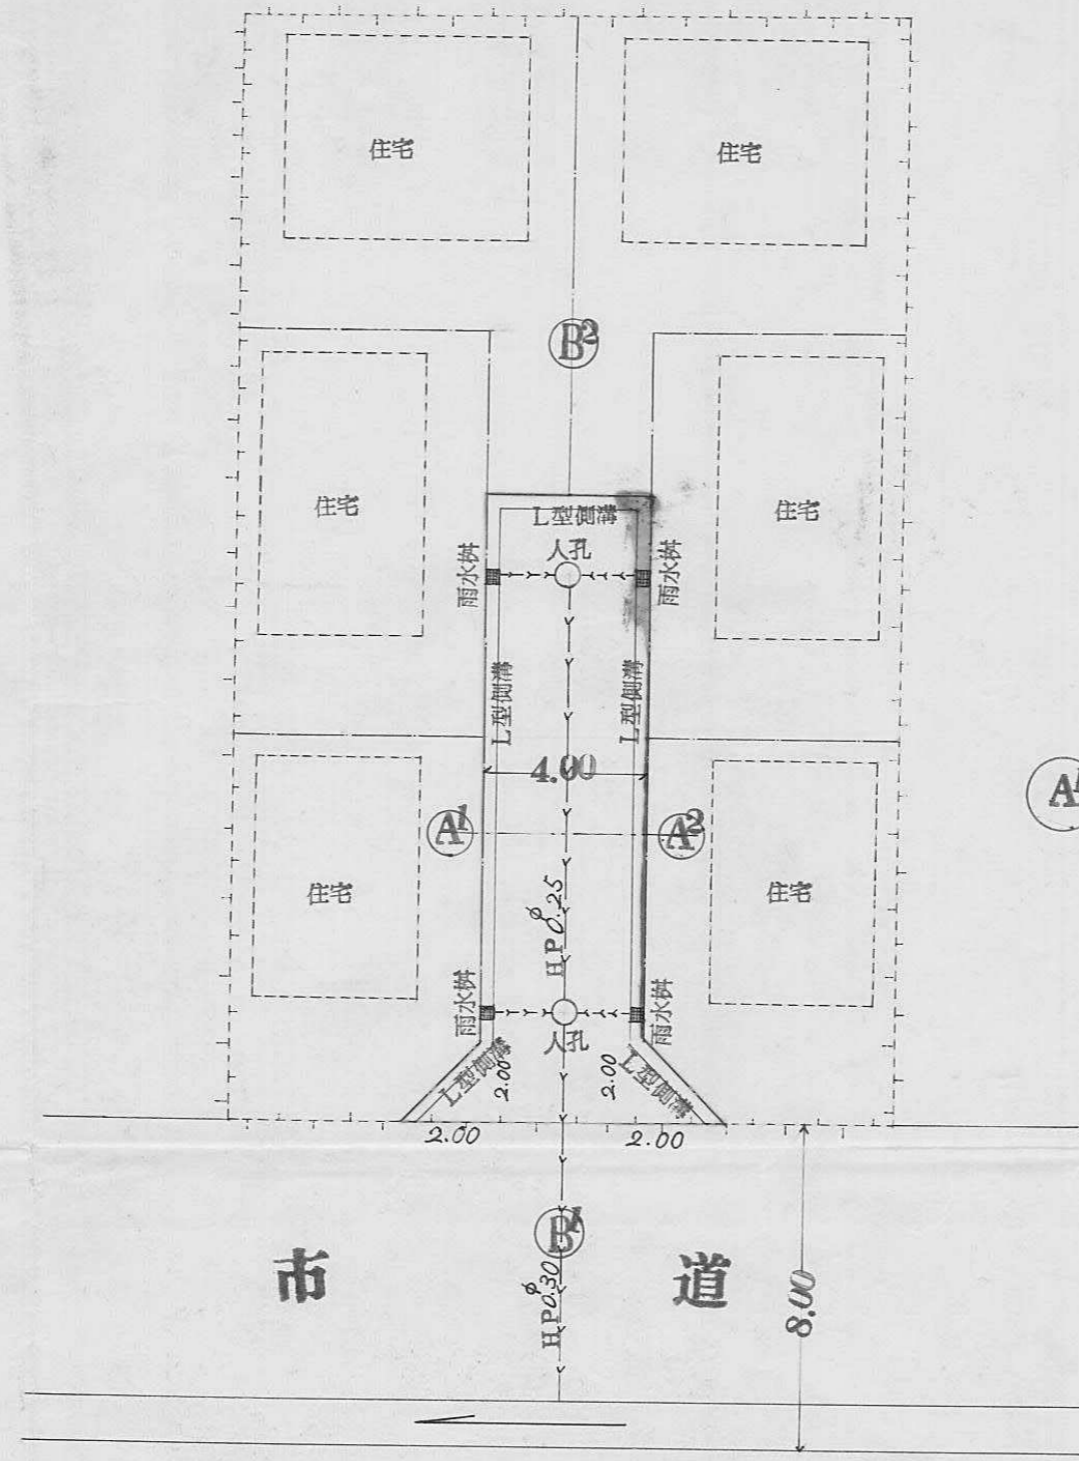 住宅
住宅
B2
住宅
住宅
L型側溝
人孔
雨水桝
雨水桝
L型側溝
L型側溝
4.00
A1
A2
A1
住宅
住宅
HPφ0.25
雨水桝
雨水桝
人孔
L型側溝
2.00
2.00
L型側溝
2.00
2.00
B1
市道
HPφ0.30
8.00